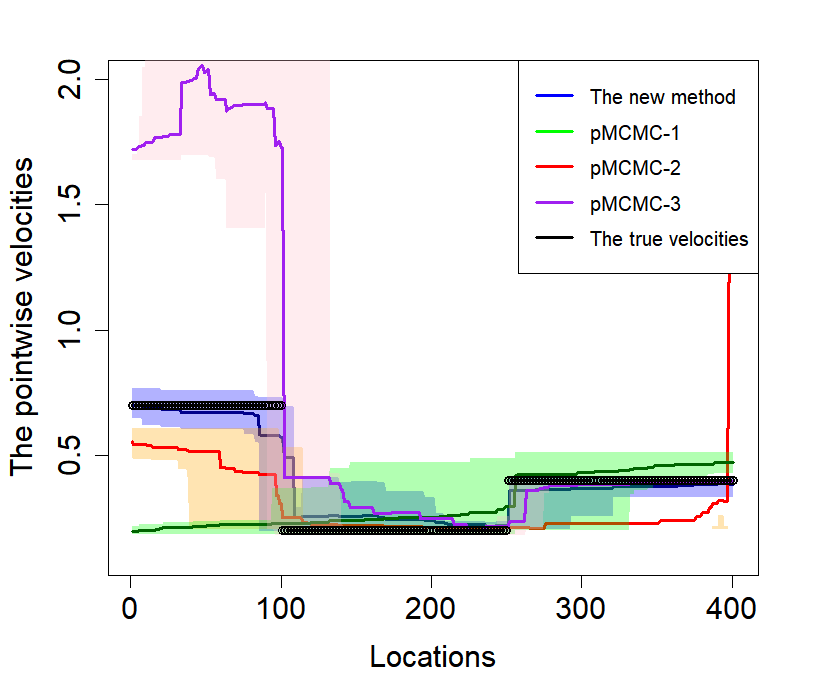 The pointwise velocities
2.0
1.5
1.0
0.5
The new method
pMCMC-1
pMCMC-2
pMCMC-3
The true velocities
0 100 200 300 400
Locations